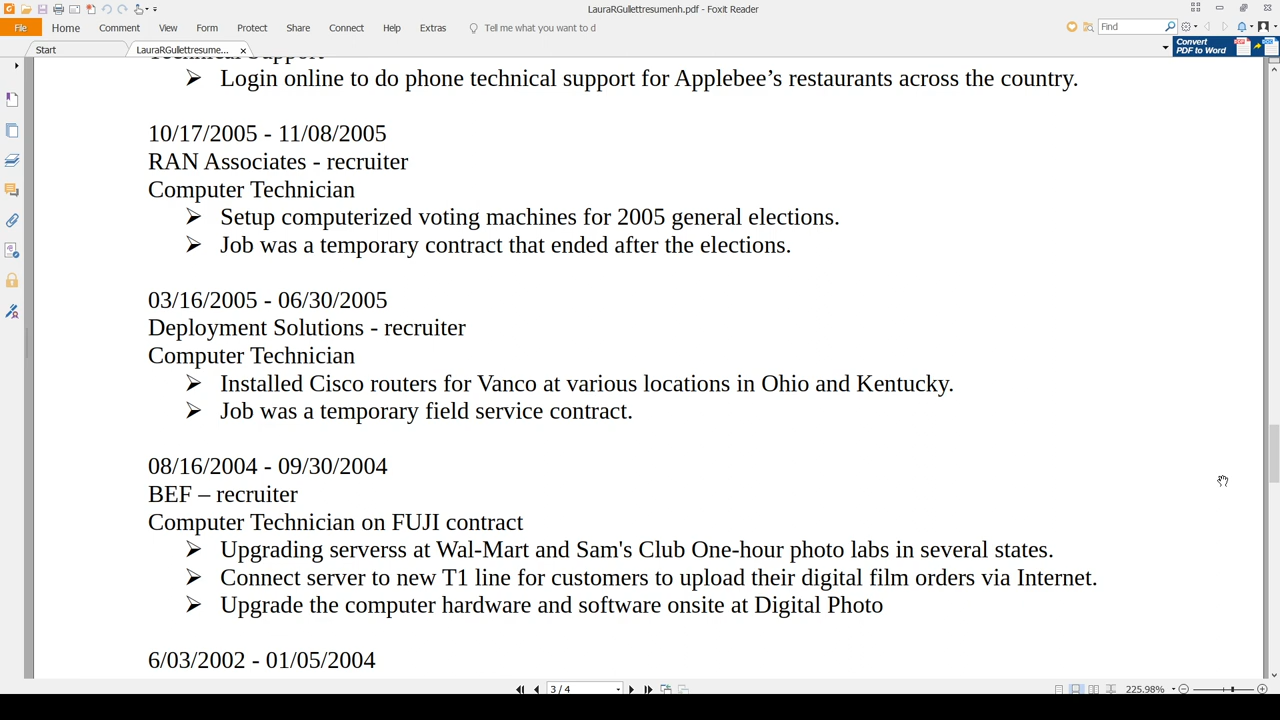 LauraRGullettresumenh.pdf - Foxit Reader
File Home Comment View Form Protect Share Connect Help Extras Tell me what you want to do Find
Start LauraRGullettresume... Convert PDF to Word
Technical Support
➢ Login online to do phone technical support for Applebee’s restaurants across the country.
10/17/2005 - 11/08/2005
RAN Associates - recruiter
Computer Technician
➢ Setup computerized voting machines for 2005 general elections.
➢ Job was a temporary contract that ended after the elections.
03/16/2005 - 06/30/2005
Deployment Solutions - recruiter
Computer Technician
➢ Installed Cisco routers for Vanco at various locations in Ohio and Kentucky.
➢ Job was a temporary field service contract.
08/16/2004 - 09/30/2004
BEF – recruiter
Computer Technician on FUJI contract
➢ Upgrading serverss at Wal-Mart and Sam's Club One-hour photo labs in several states.
➢ Connect server to new T1 line for customers to upload their digital film orders via Internet.
➢ Upgrade the computer hardware and software onsite at Digital Photo
6/03/2002 - 01/05/2004
3 / 4 225.98%